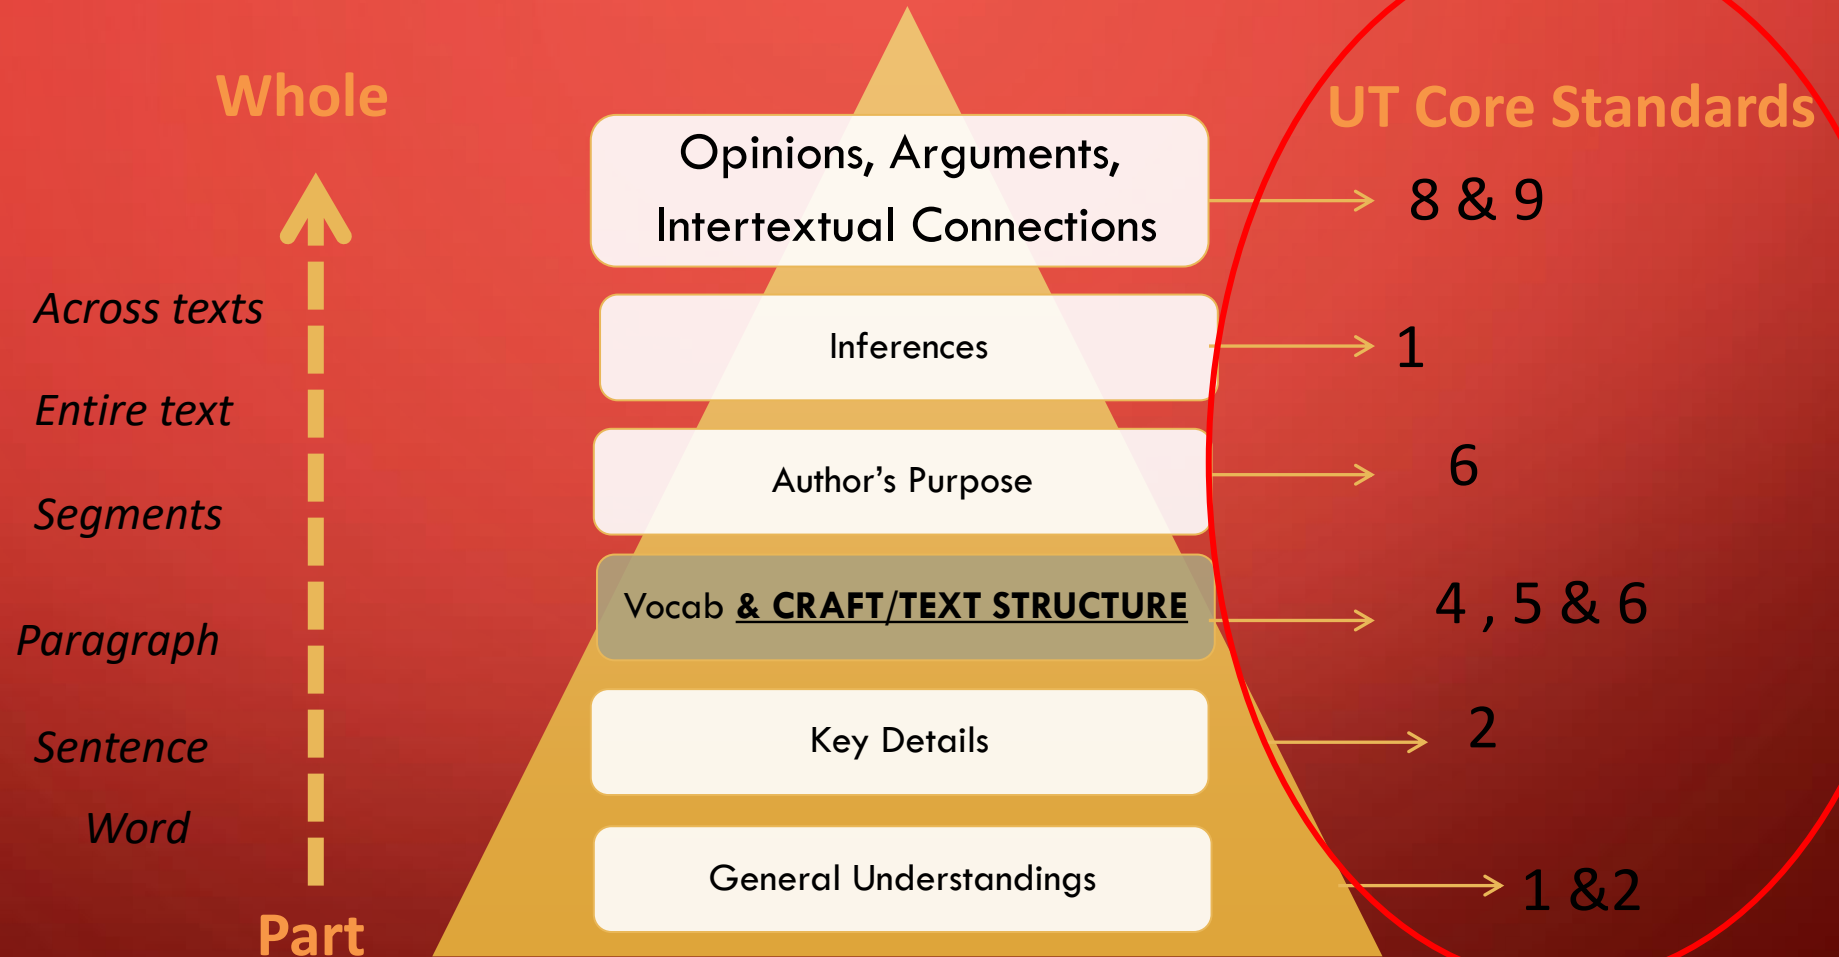 Whole
Across texts
Entire text
Segments
Paragraph
Sentence
Word
Part
Opinions, Arguments,
Intertextual Connections
Inferences
Author’s Purpose
Vocab & CRAFT/TEXT STRUCTURE
Key Details
General Understandings
UT Core Standards
8 & 9
1
6
4 , 5 & 6
2
1 &2